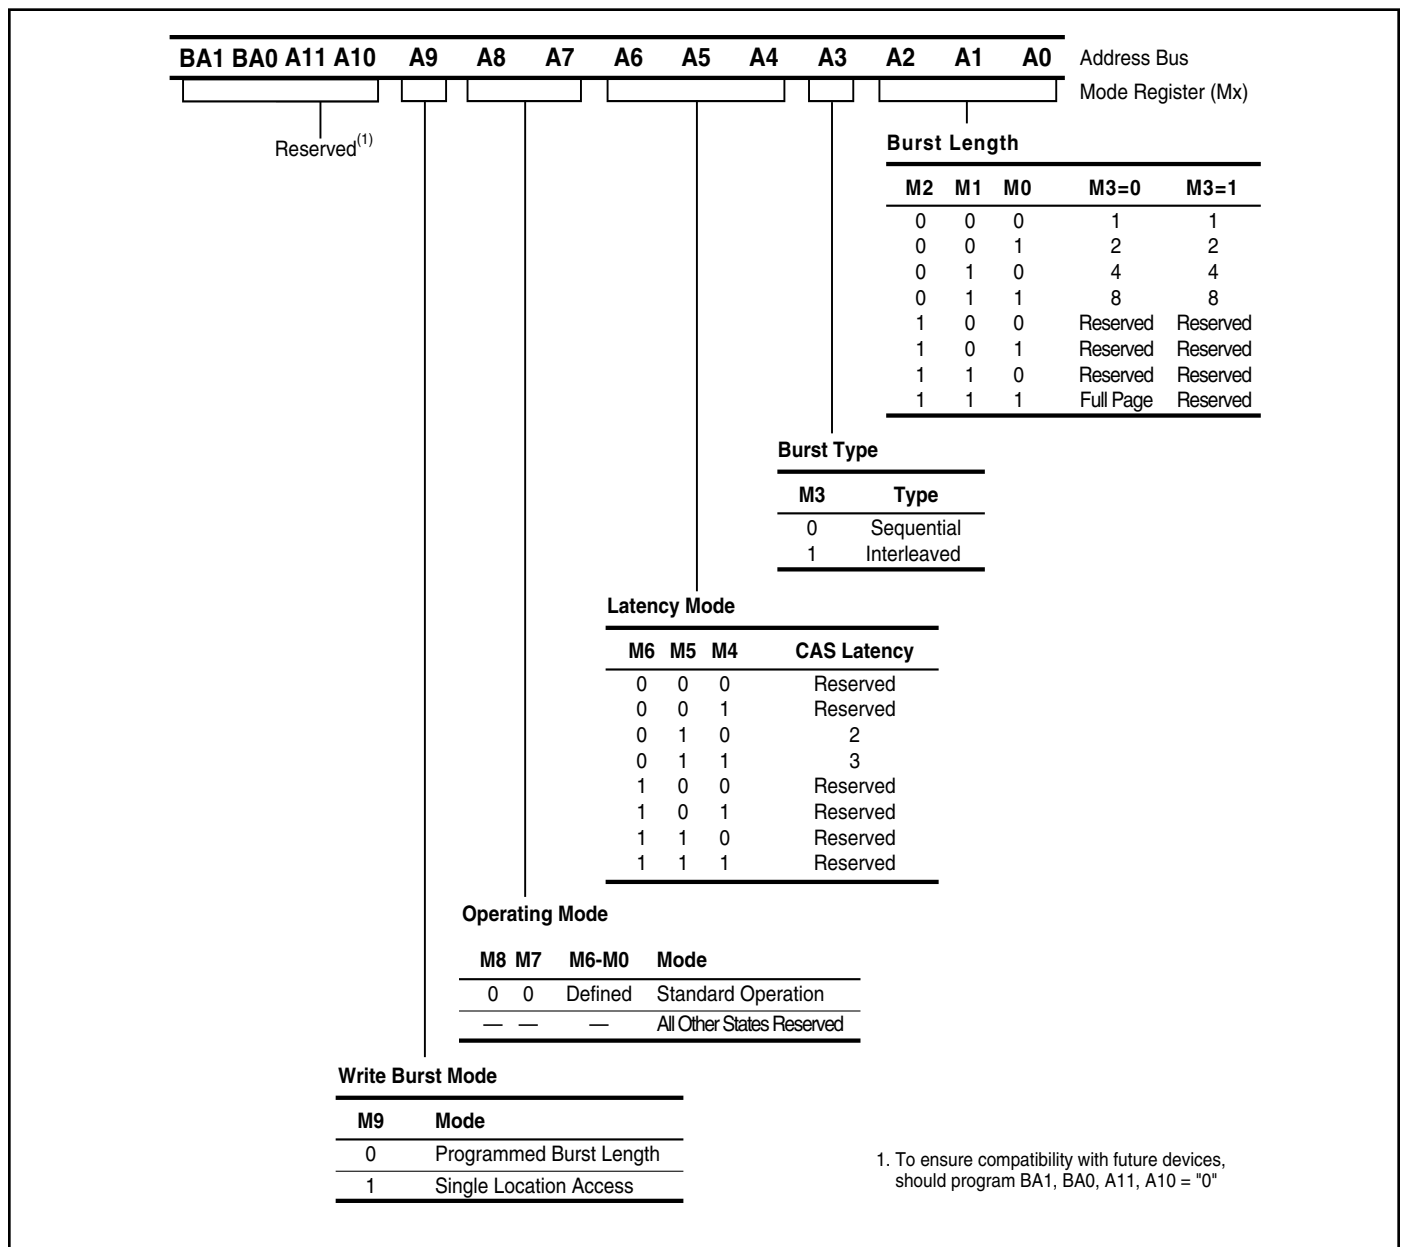 BA1 BA0 A11 A10 A9 A8 A7 A6 A5 A4 A3 A2 A1 A0 Address Bus
Mode Register (Mx)
Reserved(1)
Burst Length
M2 M1 M0 M3=0 M3=1
0 0 0 1 1
0 0 1 2 2
0 1 0 4 4
0 1 1 8 8
1 0 0 Reserved Reserved
1 0 1 Reserved Reserved
1 1 0 Reserved Reserved
1 1 1 Full Page Reserved
Burst Type
M3 Type
0 Sequential
1 Interleaved
Latency Mode
M6 M5 M4 CAS Latency
0 0 0 Reserved
0 0 1 Reserved
0 1 0 2
0 1 1 3
1 0 0 Reserved
1 0 1 Reserved
1 1 0 Reserved
1 1 1 Reserved
Operating Mode
M8 M7 M6-M0 Mode
0 0 Defined Standard Operation
— — — All Other States Reserved
Write Burst Mode
M9 Mode
0 Programmed Burst Length
1 Single Location Access
1. To ensure compatibility with future devices,
should program BA1, BA0, A11, A10 = "0"